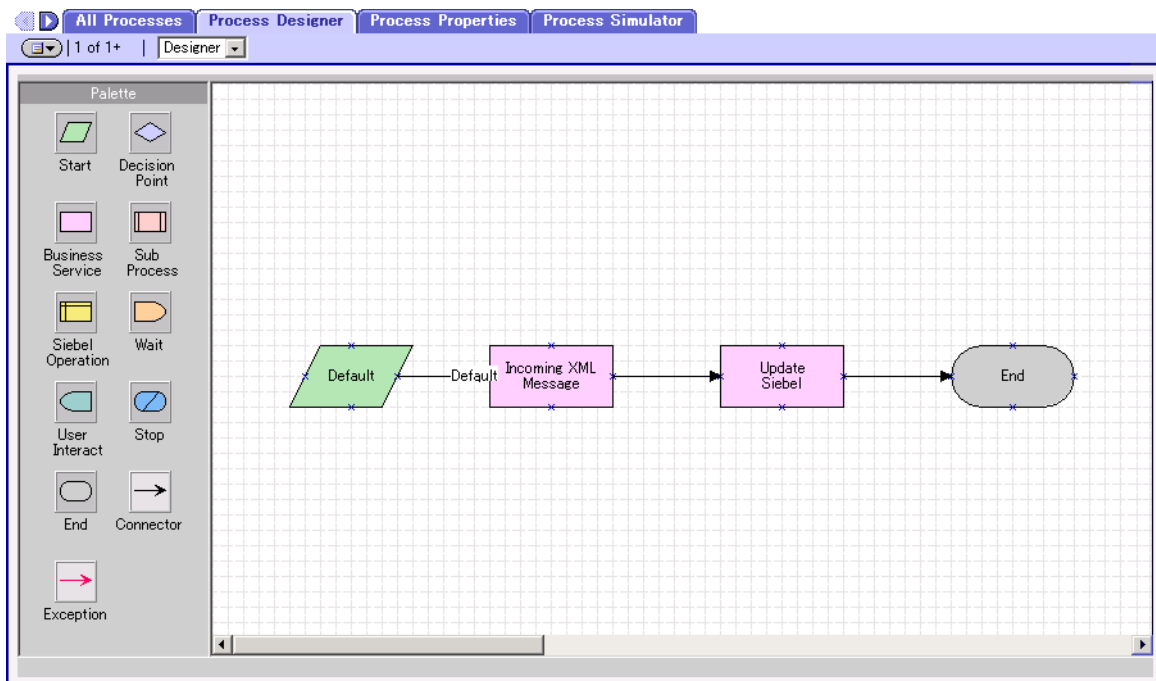 All Processes
Process Designer
Process Properties
Process Simulator
1 of 1+
Designer
Palette
Start
Decision
Point
Business
Service
Sub
Process
Siebel
Operation
Wait
User
Interact
Stop
End
Connector
Exception
Default
Default
Incoming XML
Message
Update
Siebel
End